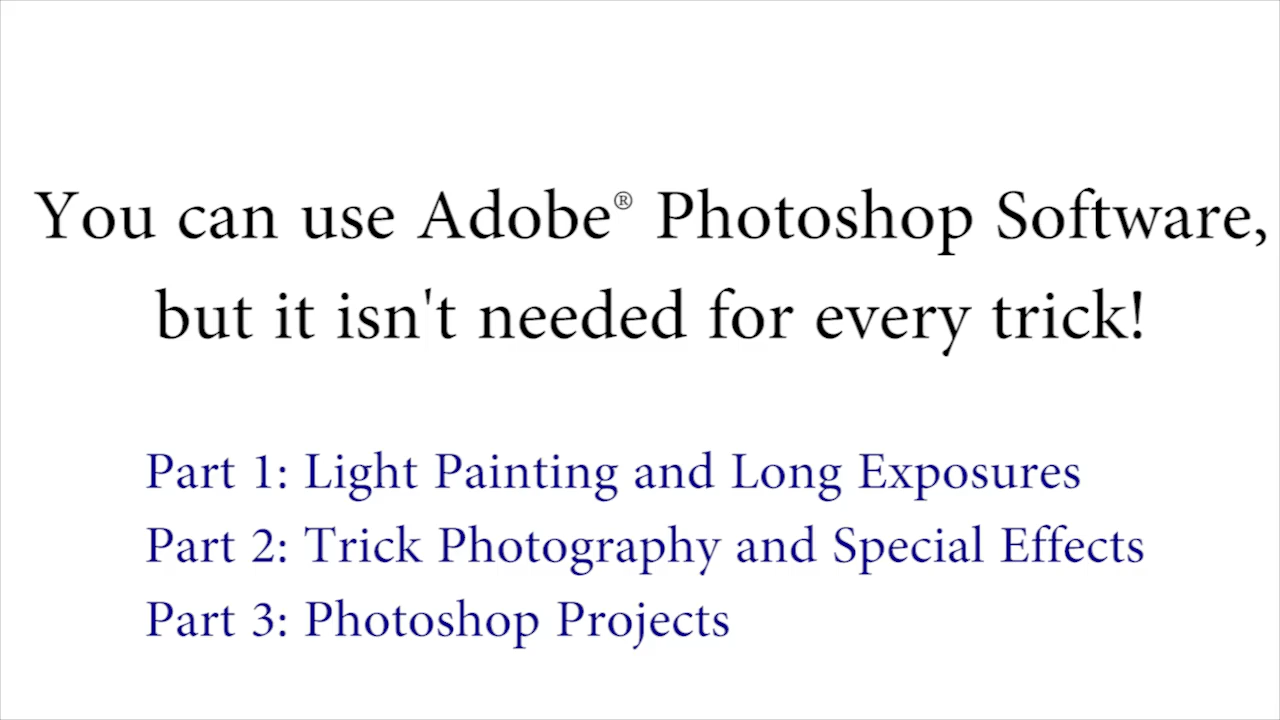 You can use Adobe® Photoshop Software,
but it isn't needed for every trick!
Part 1: Light Painting and Long Exposures
Part 2: Trick Photography and Special Effects
Part 3: Photoshop Projects